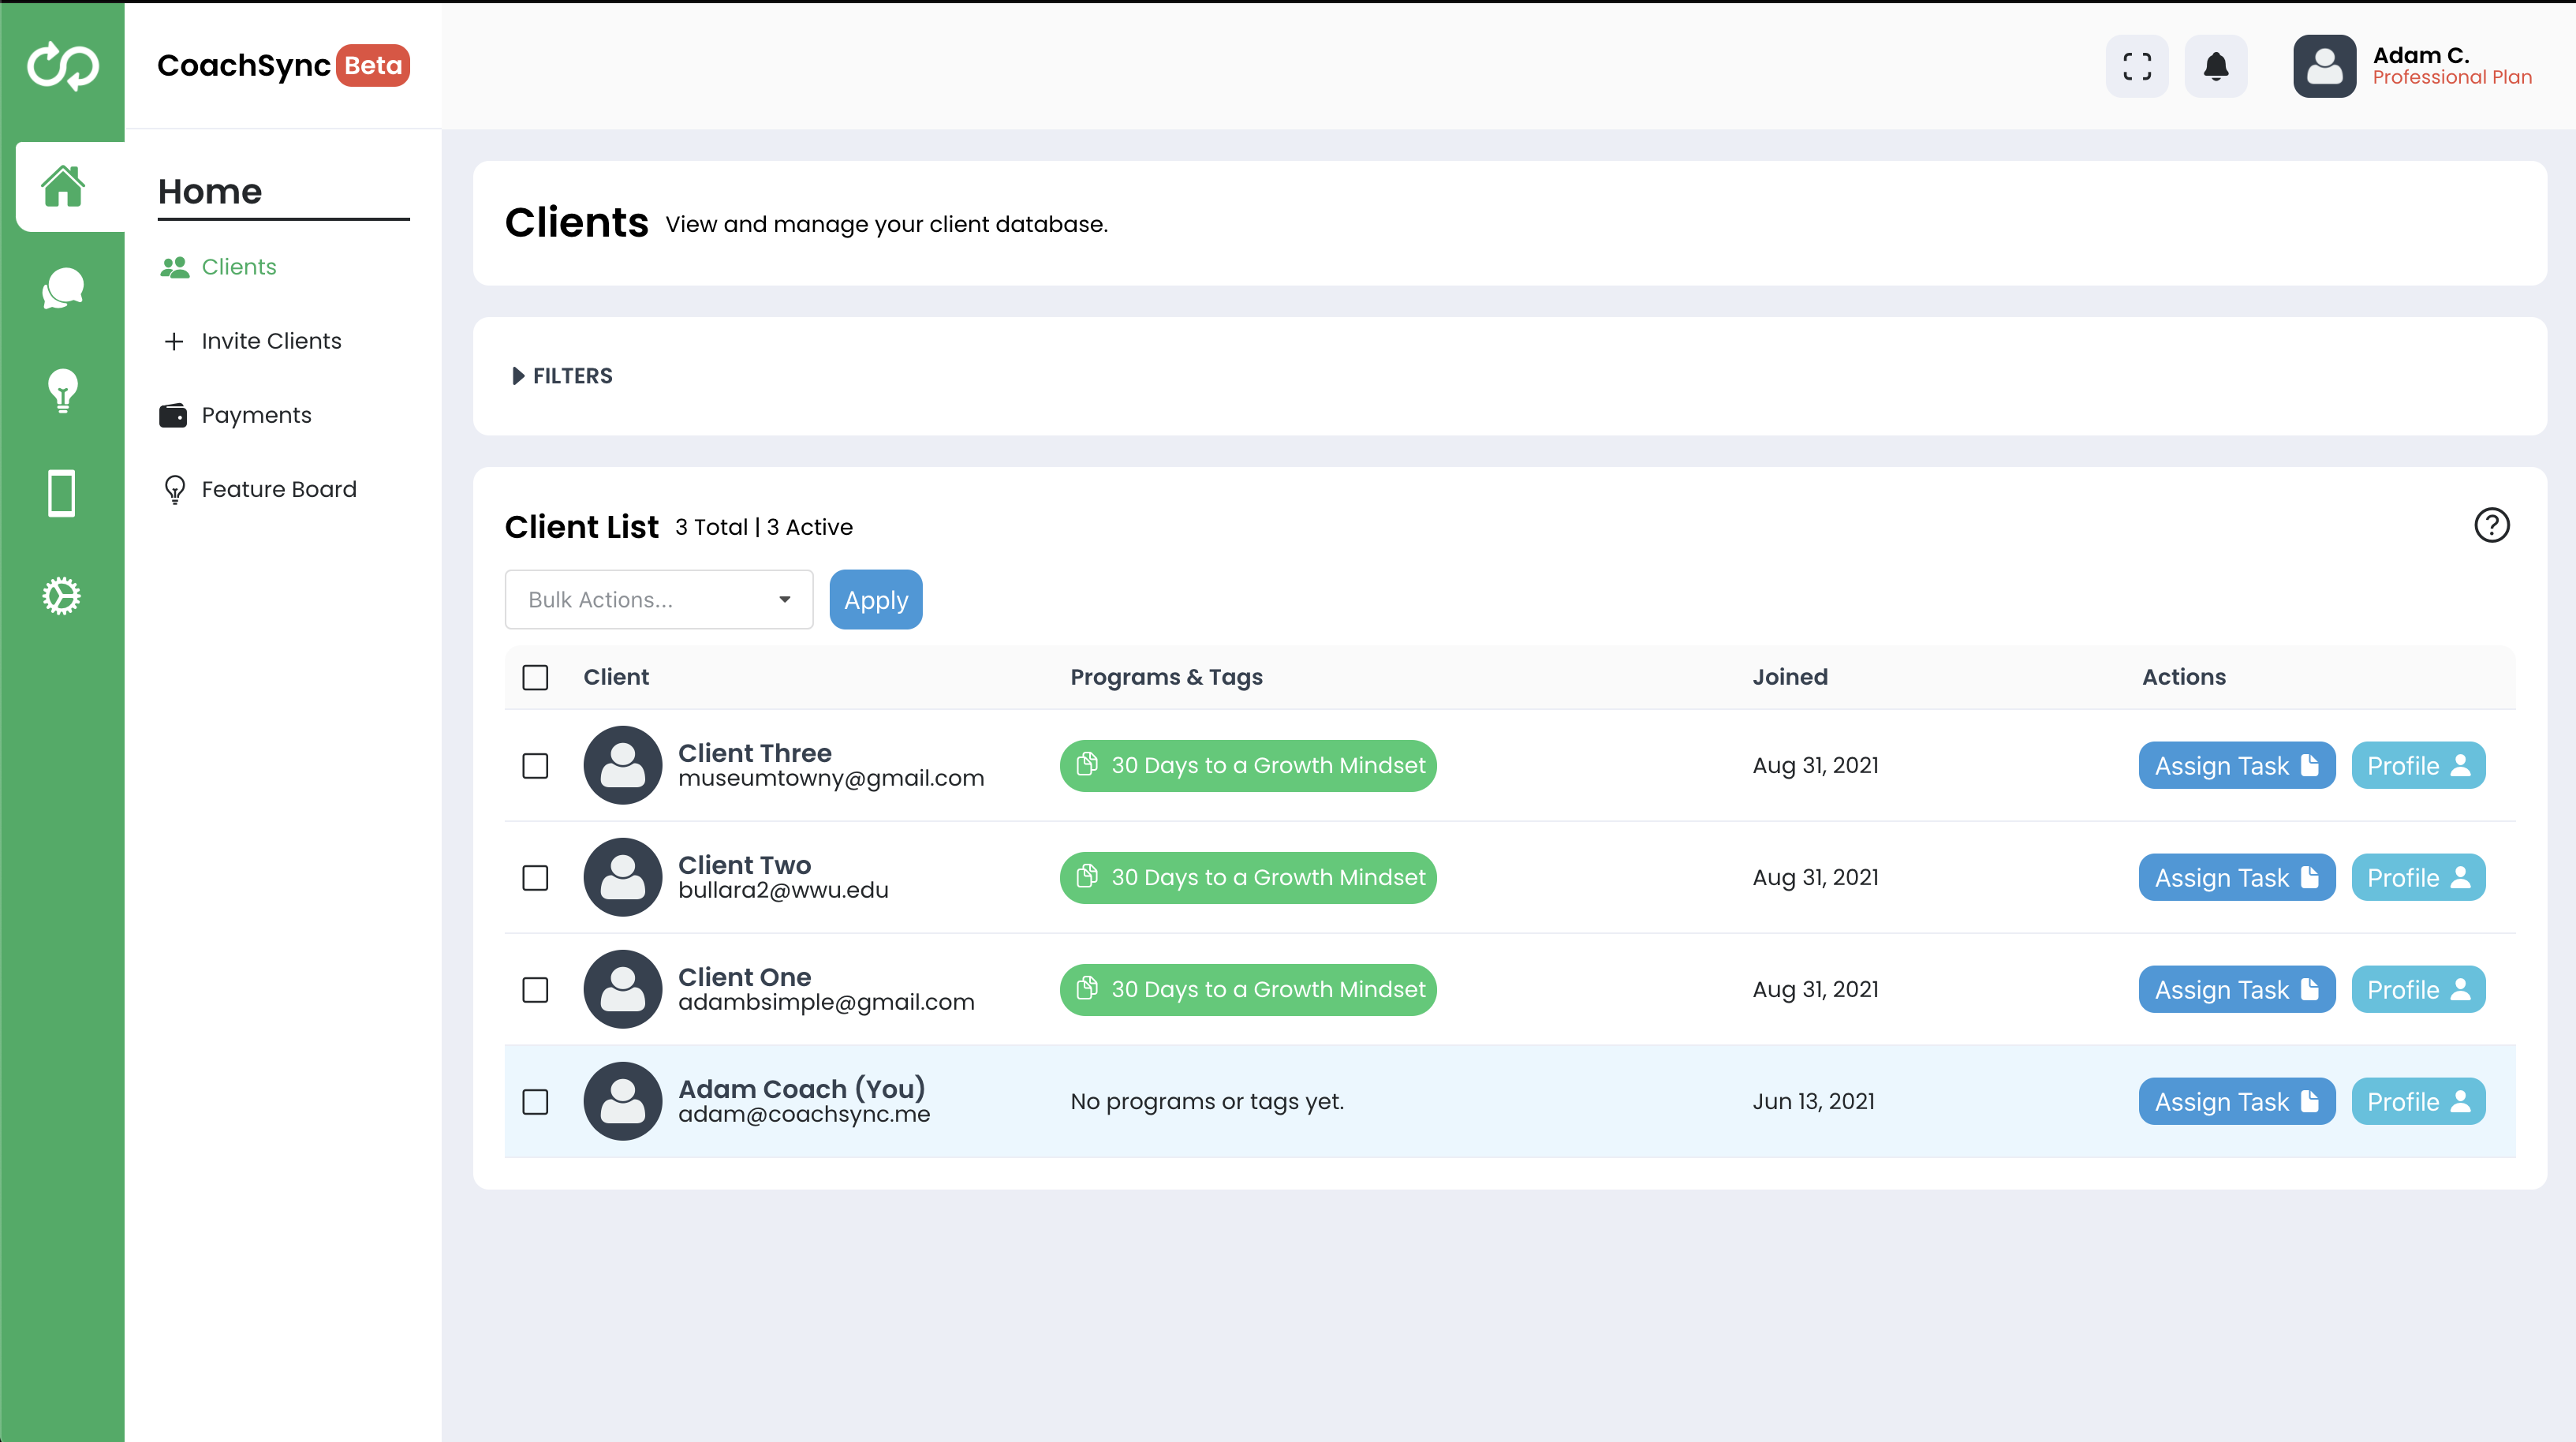 CoachSync Beta
Adam C.
Professional Plan
Home
Clients
Invite Clients
Payments
Feature Board
Clients View and manage your client database.
FILTERS
Client List 3 Total | 3 Active
Bulk Actions... Apply
Client Programs & Tags Joined Actions
Client Three
museumtowny@gmail.com
30 Days to a Growth Mindset Aug 31, 2021 Assign Task Profile
Client Two
bullara2@wwu.edu
30 Days to a Growth Mindset Aug 31, 2021 Assign Task Profile
Client One
adambsimple@gmail.com
30 Days to a Growth Mindset Aug 31, 2021 Assign Task Profile
Adam Coach (You)
adam@coachsync.me
No programs or tags yet. Jun 13, 2021 Assign Task Profile